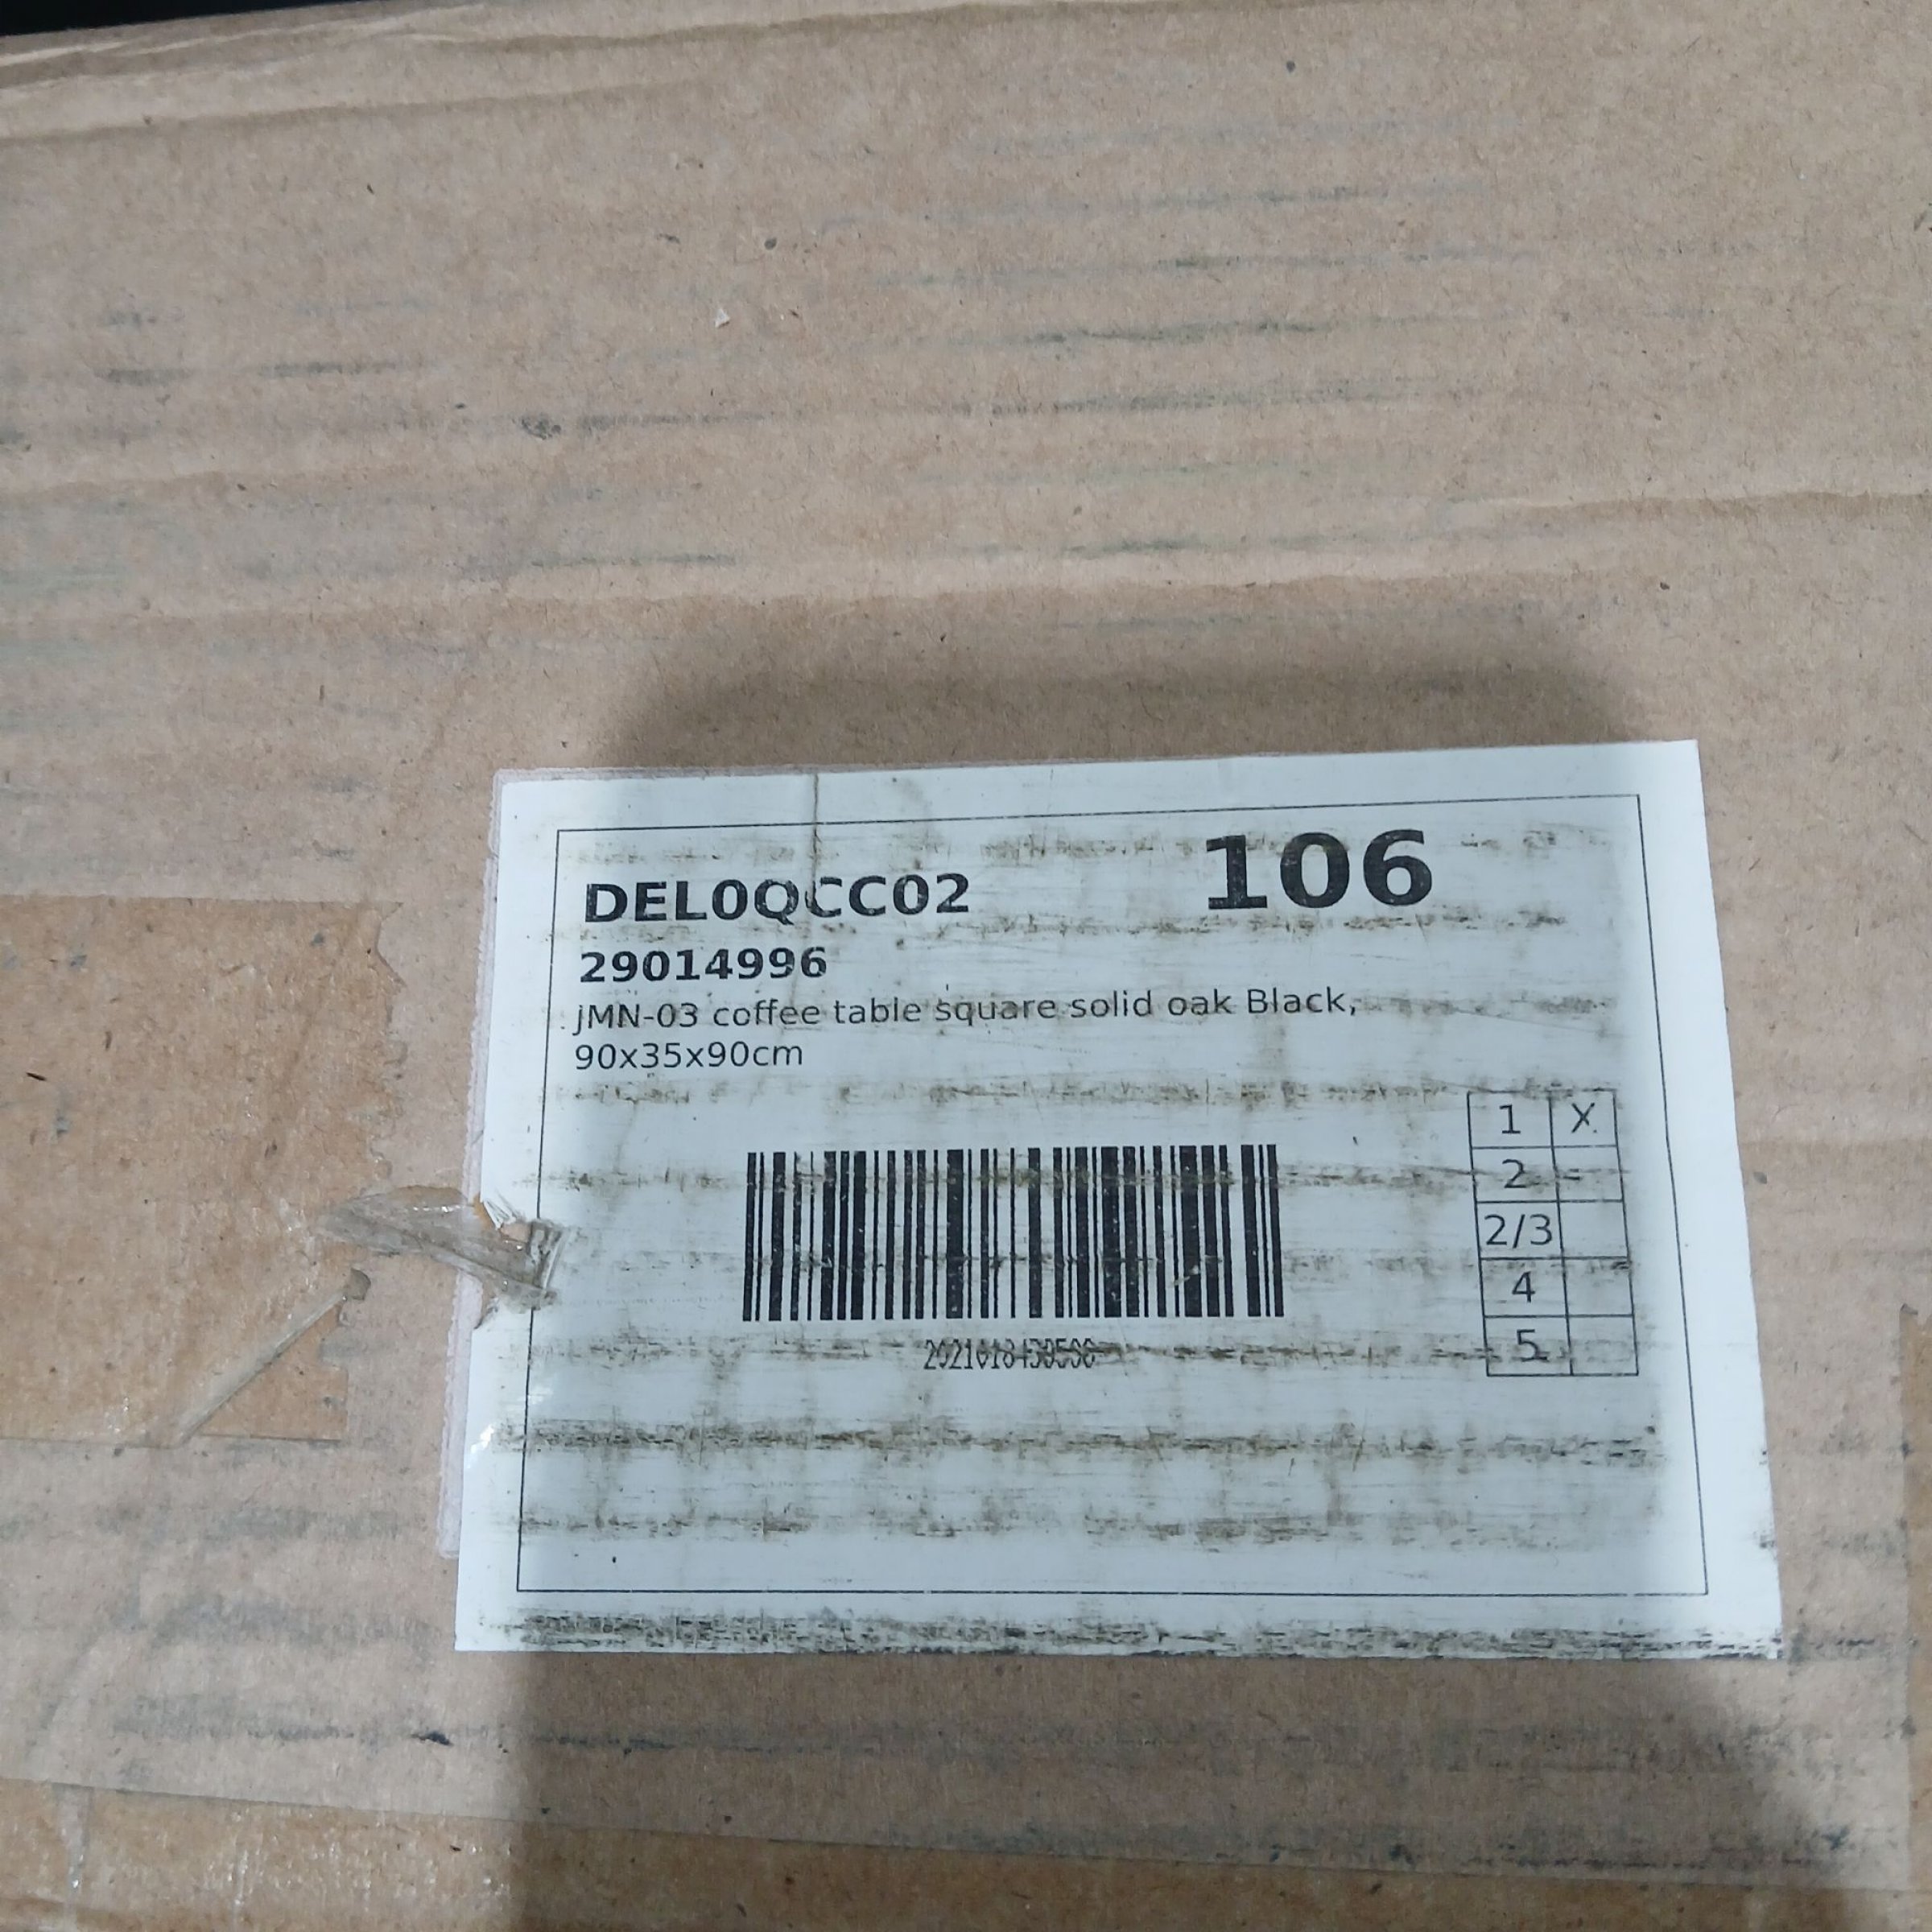 106
DEL0QCC02
29014996
jMN-03 coffee table square solid oak Black,
90x35x90cm
1 X
2
2/3
4
5